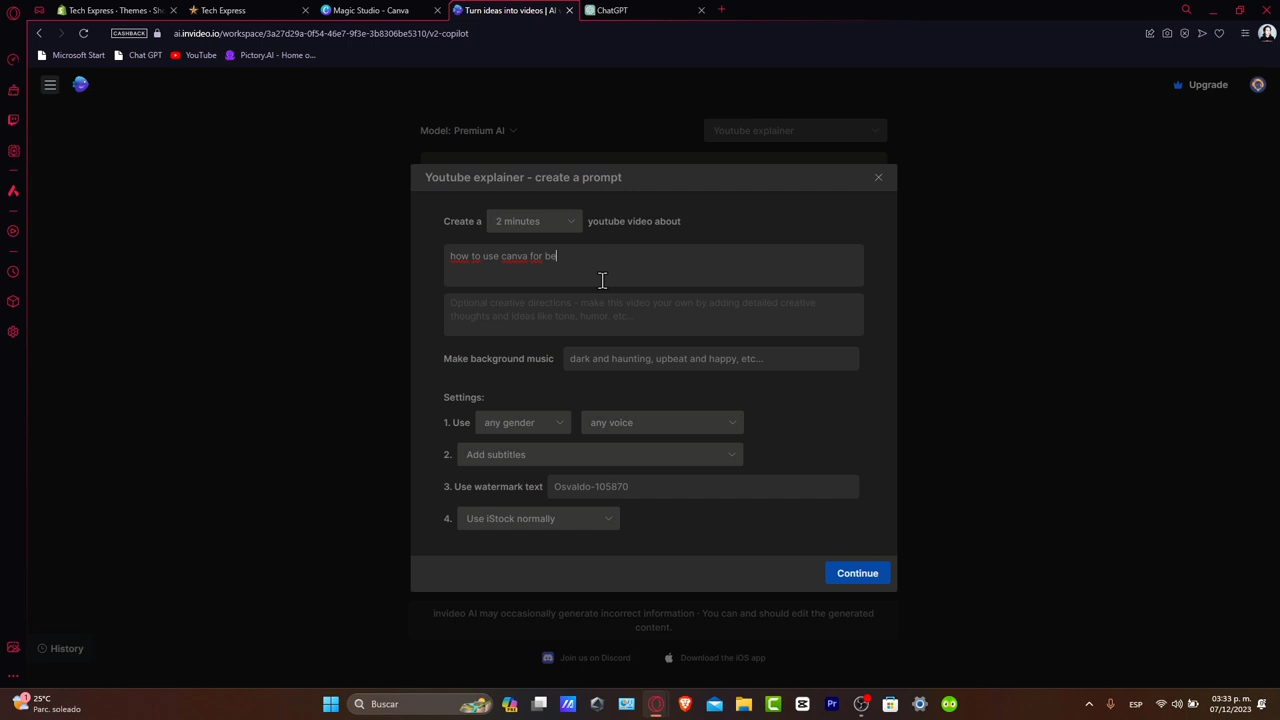 Tech Express - Themes - Sh
Tech Express
Magic Studio - Canva
Turn ideas into videos | AI v
ChatGPT
CASHBACK
ai.invideo.io/workspace/3a27d29a-0f54-46e7-9f3e-3b8306be5310/v2-copilot
Microsoft Start
Chat GPT
YouTube
Pictory.AI - Home o...
Upgrade
Model: Premium AI
Youtube explainer
Youtube explainer - create a prompt
Create a
2 minutes
youtube video about
how to use canva for be
Optional creative directions - make this video your own by adding detailed creative
thoughts and ideas like tone, humor, etc...
Make background music
dark and haunting, upbeat and happy, etc...
Settings:
1. Use
any gender
any voice
2.
Add subtitles
3. Use watermark text
Osvaldo-105870
4.
Use iStock normally
Continue
invideo AI may occasionally generate incorrect information - You can and should edit the generated
content.
History
Join us on Discord
Download the iOS app
1
25°C
Parc. soleado
Buscar
PRE
Pr
ESP
03:33 p. m.
07/12/2023